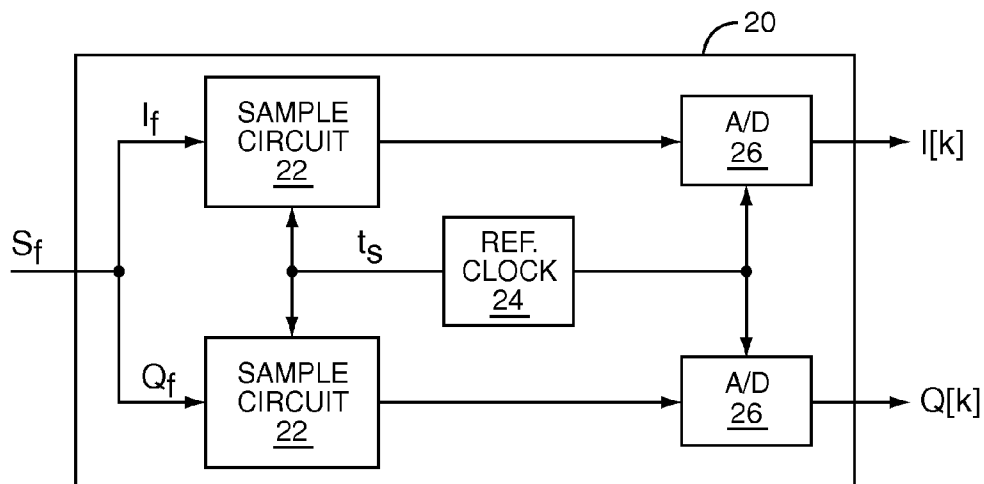 20
I_f
SAMPLE
CIRCUIT
22
A/D
26
I[k]
S_f
t_s
REF.
CLOCK
24
Q_f
SAMPLE
CIRCUIT
22
A/D
26
Q[k]